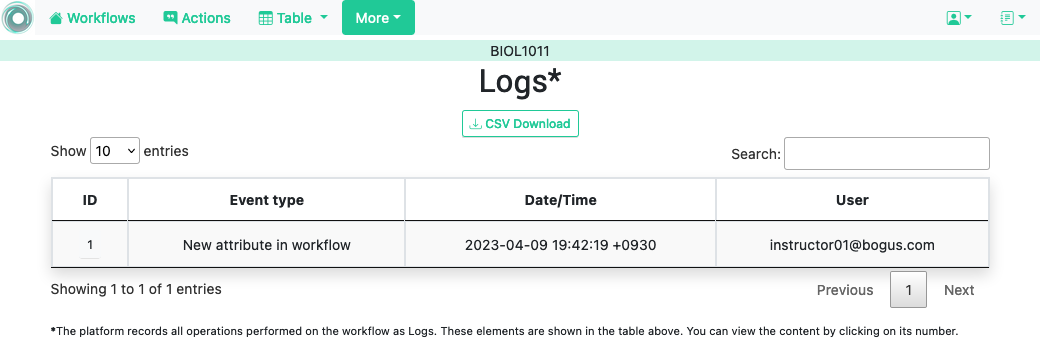 Workflows Actions Table More
BIOL1011
Logs*
CSV Download
Show 10 entries Search:
ID Event type Date/Time User
1 New attribute in workflow 2023-04-09 19:42:19 +0930 instructor01@bogus.com
Showing 1 to 1 of 1 entries Previous 1 Next
*The platform records all operations performed on the workflow as Logs. These elements are shown in the table above. You can view the content by clicking on its number.